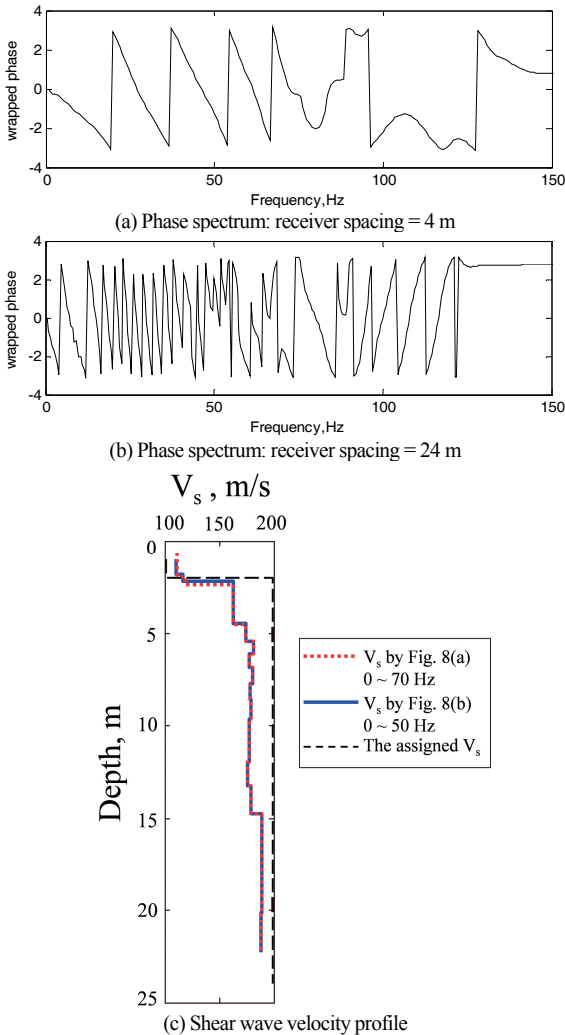 4
2
0
-2
-4
wrapped phase
0
50
100
150
Frequency,Hz
(a) Phase spectrum: receiver spacing = 4 m
4
2
0
-2
-4
wrapped phase
0
50
100
150
Frequency,Hz
(b) Phase spectrum: receiver spacing = 24 m
Vs , m/s
100 150 200
0
5
10
15
20
25
Depth, m
Vs by Fig. 8(a)
0 ~ 70 Hz
Vs by Fig. 8(b)
0 ~ 50 Hz
The assigned Vs
(c) Shear wave velocity profile